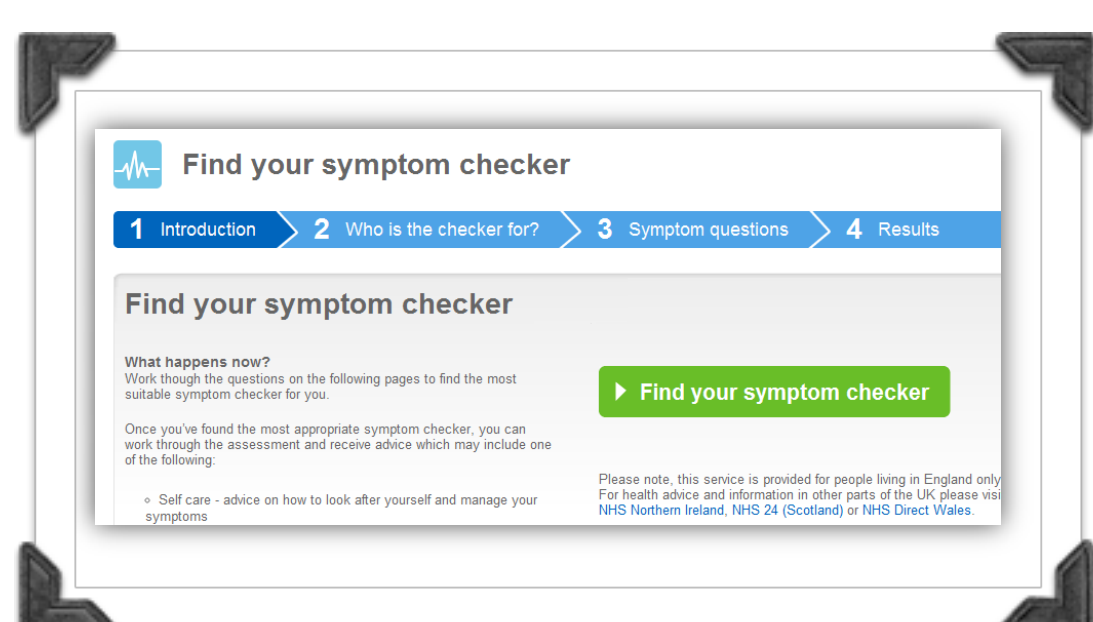 Find your symptom checker
1 Introduction 2 Who is the checker for? 3 Symptom questions 4 Results
Find your symptom checker
What happens now?
Work though the questions on the following pages to find the most
suitable symptom checker for you.
Once you've found the most appropriate symptom checker, you can
work through the assessment and receive advice which may include one
of the following:
Self care - advice on how to look after yourself and manage your
symptoms
Find your symptom checker
Please note, this service is provided for people living in England only
For health advice and information in other parts of the UK please visi
NHS Northern Ireland, NHS 24 (Scotland) or NHS Direct Wales.